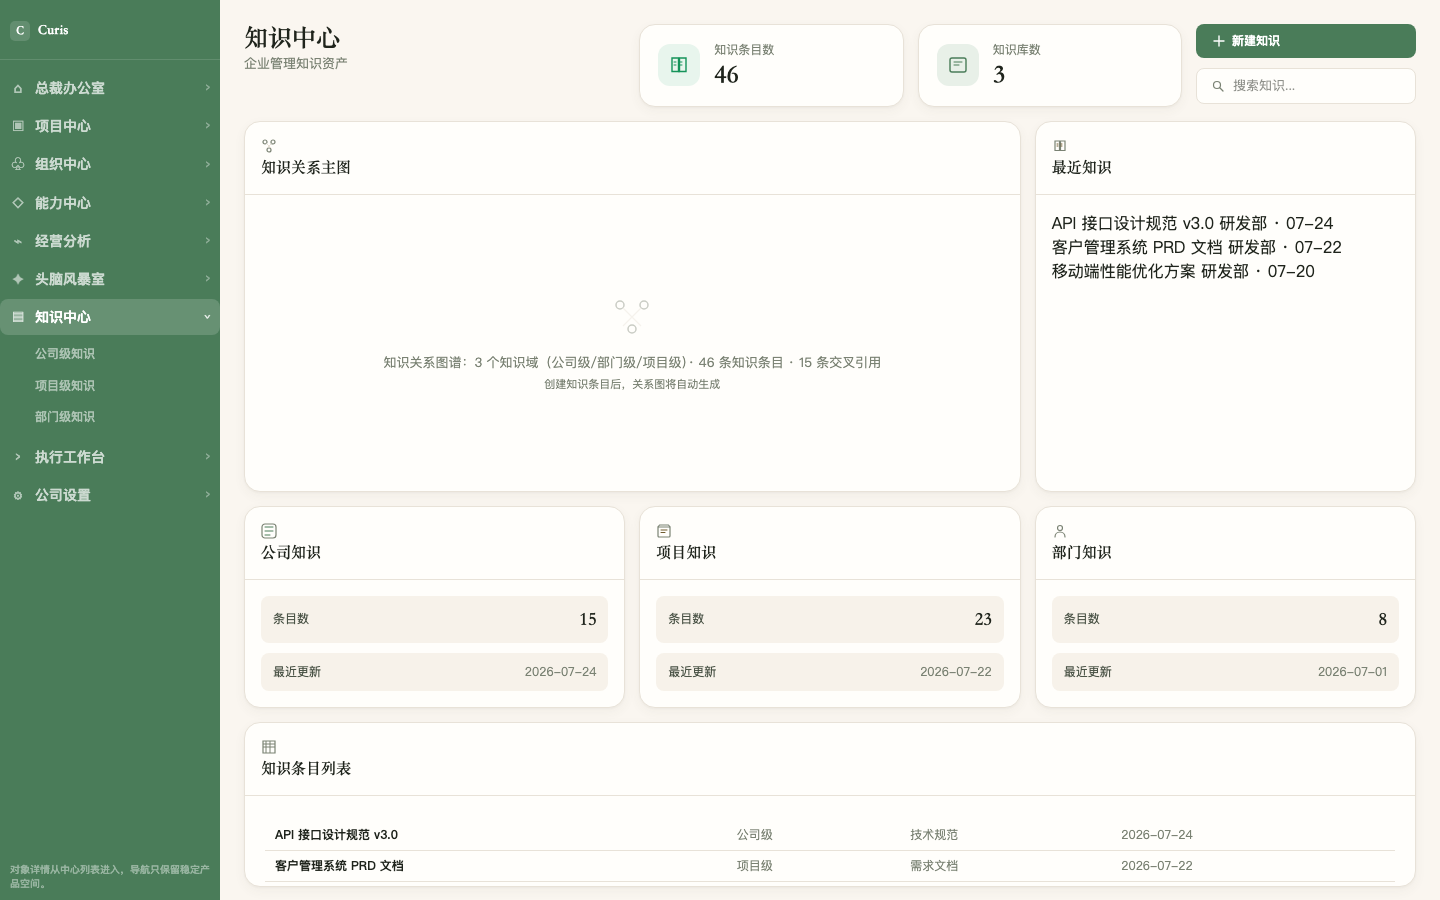 C Curis
总裁办公室
项目中心
组织中心
能力中心
经营分析
头脑风暴室
知识中心
公司级知识
项目级知识
部门级知识
执行工作台
公司设置
对象详情从中心列表进入，导航只保留稳定产
品空间。
知识中心
企业管理知识资产
知识条目数
46
知识库数
3
新建知识
搜索知识...
知识关系主图
知识关系图谱：3 个知识域（公司级/部门级/项目级）· 46 条知识条目 · 15 条交叉引用
创建知识条目后，关系图将自动生成
最近知识
API 接口设计规范 v3.0 研发部 · 07-24
客户管理系统 PRD 文档 研发部 · 07-22
移动端性能优化方案 研发部 · 07-20
公司知识
条目数 15
最近更新 2026-07-24
项目知识
条目数 23
最近更新 2026-07-22
部门知识
条目数 8
最近更新 2026-07-01
知识条目列表
API 接口设计规范 v3.0 公司级 技术规范 2026-07-24
客户管理系统 PRD 文档 项目级 需求文档 2026-07-22